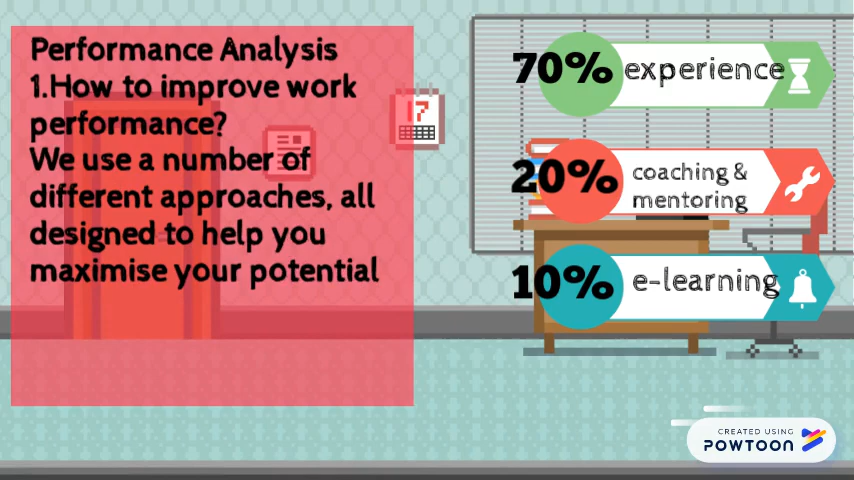 Performance Analysis
1.How to improve work
performance?
We use a number of
different approaches, all
designed to help you
maximise your potential
17
70% experience
20% coaching &
mentoring
10% e-learning
CREATED USING
POWTOON